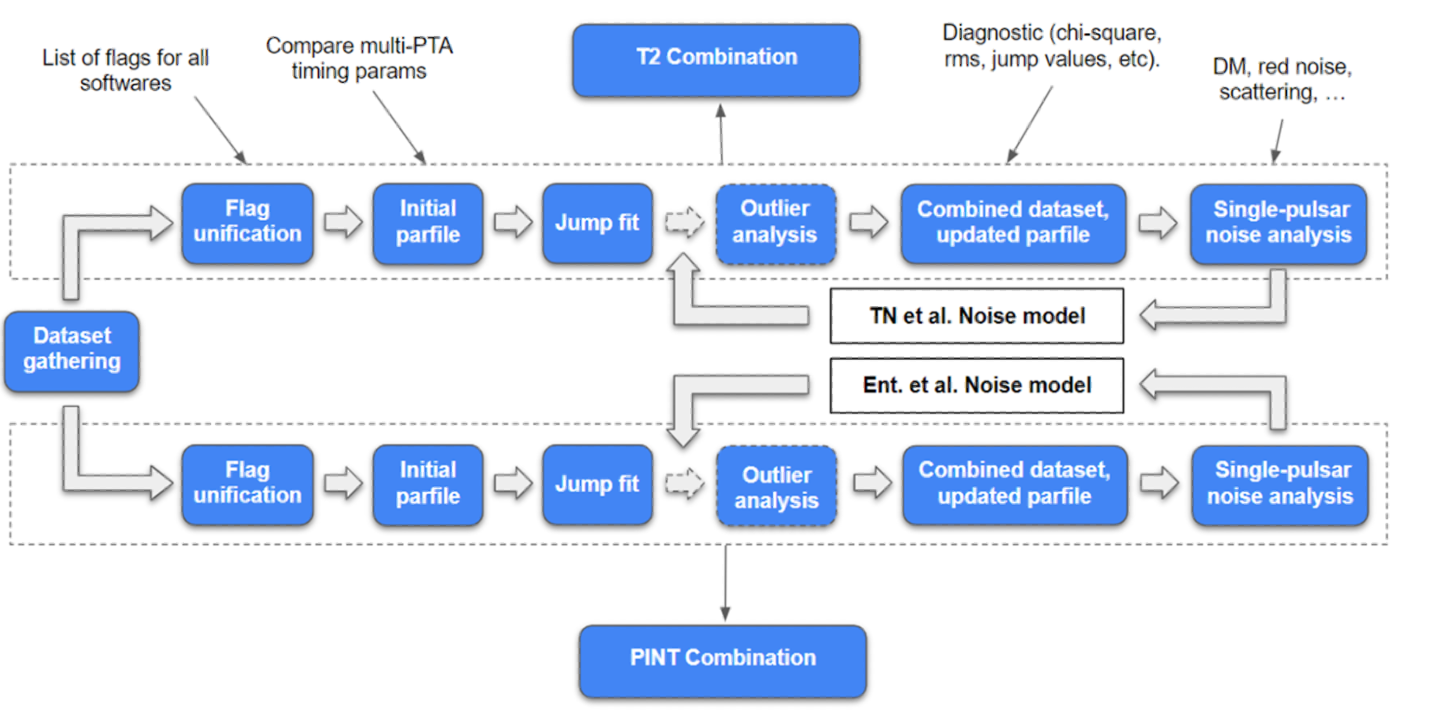 List of flags for all
softwares
Compare multi-PTA
timing params
T2 Combination
Diagnostic (chi-square,
rms, jump values, etc).
DM, red noise,
scattering, …
Flag
unification
Initial
parfile
Jump fit
Outlier
analysis
Combined dataset,
updated parfile
Single-pulsar
noise analysis
TN et al. Noise model
Dataset
gathering
Ent. et al. Noise model
Flag
unification
Initial
parfile
Jump fit
Outlier
analysis
Combined dataset,
updated parfile
Single-pulsar
noise analysis
PINT Combination